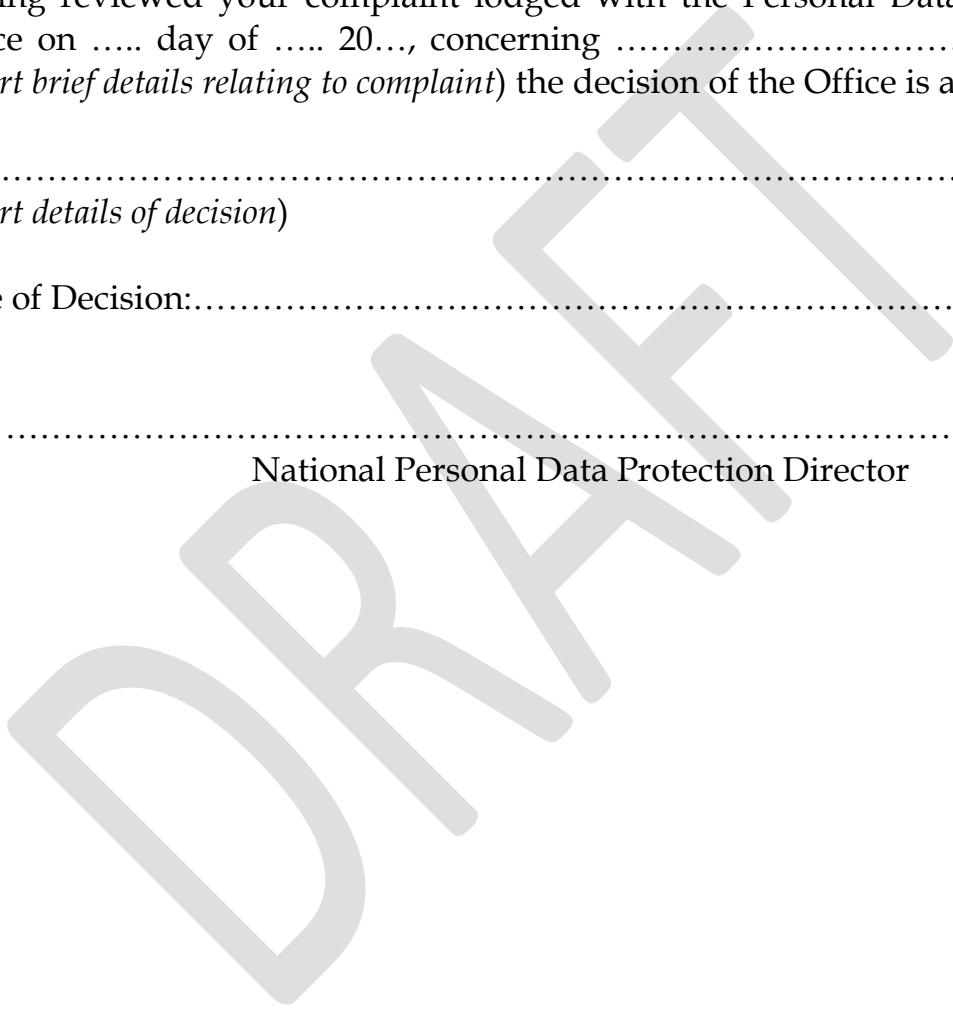 ing reviewed your complaint lodged with the Personal Data
ce on ….. day of ….. 20…, concerning ……………………………
rt brief details relating to complaint) the decision of the Office is a
……………………………………………………………………………
rt details of decision)
e of Decision:……………………………………………………………
……………………………………………………………………………
National Personal Data Protection Director
DRAFT